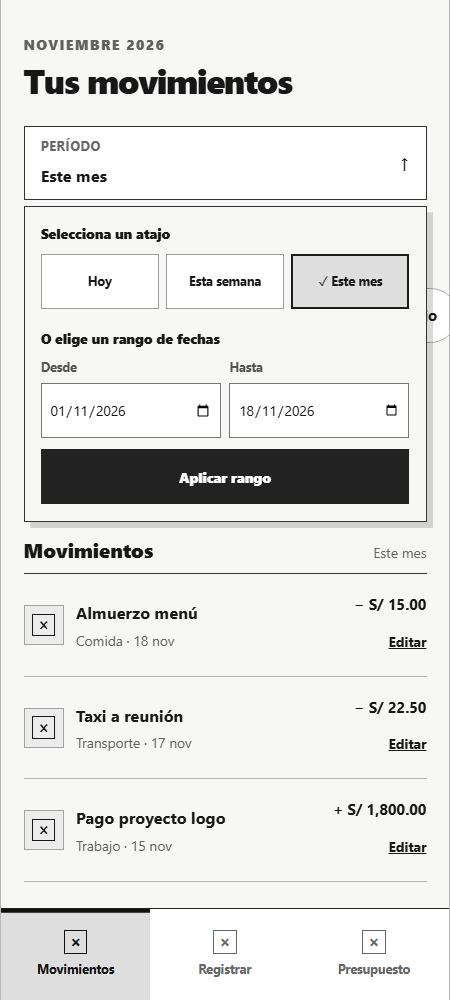 NOVIEMBRE 2026
Tus movimientos
PERÍODO
Este mes
↑
Selecciona un atajo
Hoy
Esta semana
✓ Este mes
O elige un rango de fechas
Desde
Hasta
01/11/2026
18/11/2026
Aplicar rango
Movimientos
Este mes
Almuerzo menú
− S/ 15.00
Comida · 18 nov
Editar
Taxi a reunión
− S/ 22.50
Transporte · 17 nov
Editar
Pago proyecto logo
+ S/ 1,800.00
Trabajo · 15 nov
Editar
Movimientos
Registrar
Presupuesto